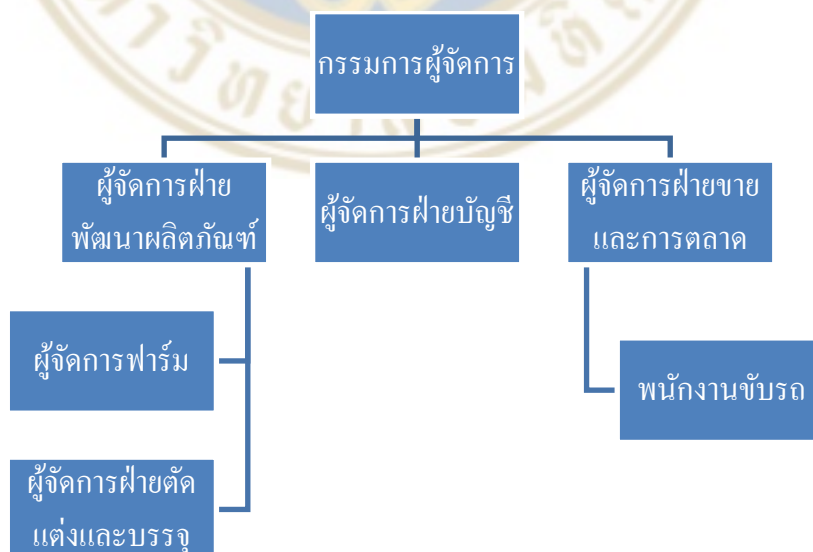 กรรมการผู้จัดการ
ผู้จัดการฝ่าย
พัฒนาผลิตภัณฑ์
ผู้จัดการฝ่ายบัญชี
ผู้จัดการฝ่ายขาย
และการตลาด
ผู้จัดการฟาร์ม
พนักงานขับรถ
ผู้จัดการฝ่ายตัด
แต่งและบรรจุ